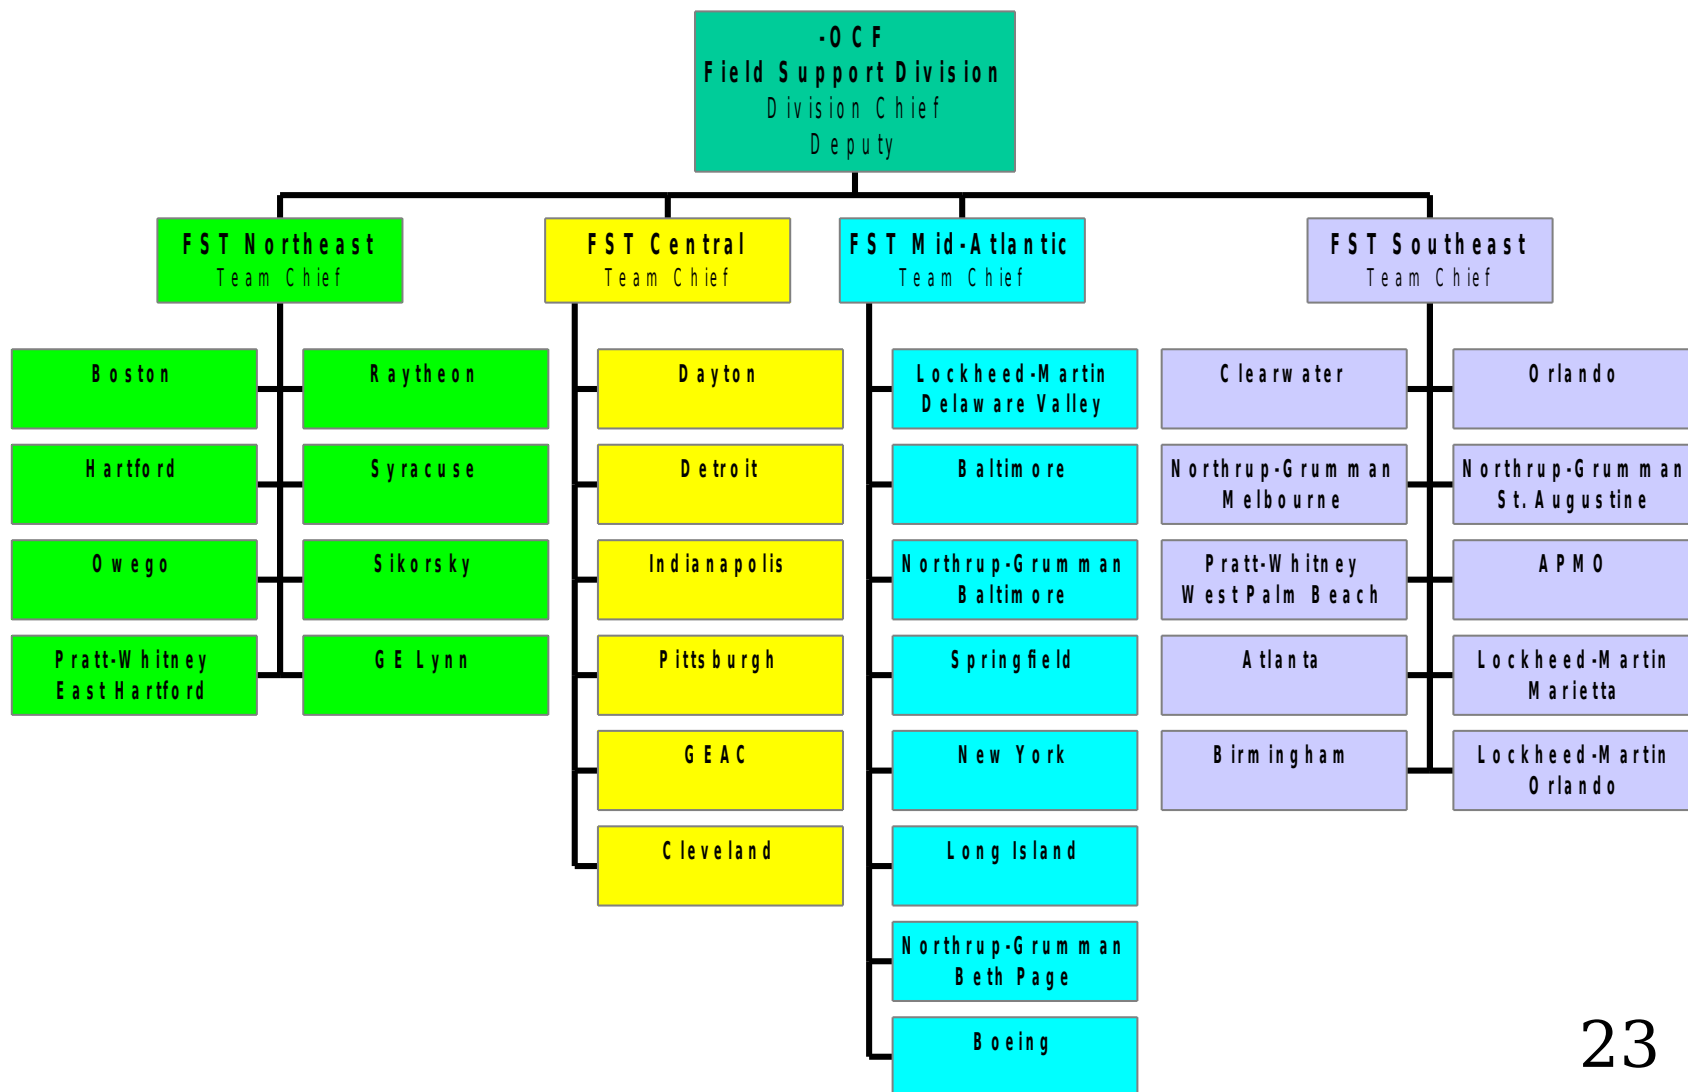 -OCF
Field Support Division
Division Chief
Deputy
FST Northeast
Team Chief
FST Central
Team Chief
FST Mid-Atlantic
Team Chief
FST Southeast
Team Chief
Boston
Raytheon
Hartford
Syracuse
Owego
Sikorsky
Pratt-Whitney
East Hartford
GE Lynn
Dayton
Detroit
Indianapolis
Pittsburgh
GEAC
Cleveland
Lockheed-Martin
Delaware Valley
Baltimore
Northrup-Grumman
Baltimore
Springfield
New York
Long Island
Northrup-Grumman
Beth Page
Boeing
Clearwater
Orlando
Northrup-Grumman
Melbourne
Northrup-Grumman
St. Augustine
Pratt-Whitney
West Palm Beach
APMO
Atlanta
Lockheed-Martin
Marietta
Birmingham
Lockheed-Martin
Orlando
23